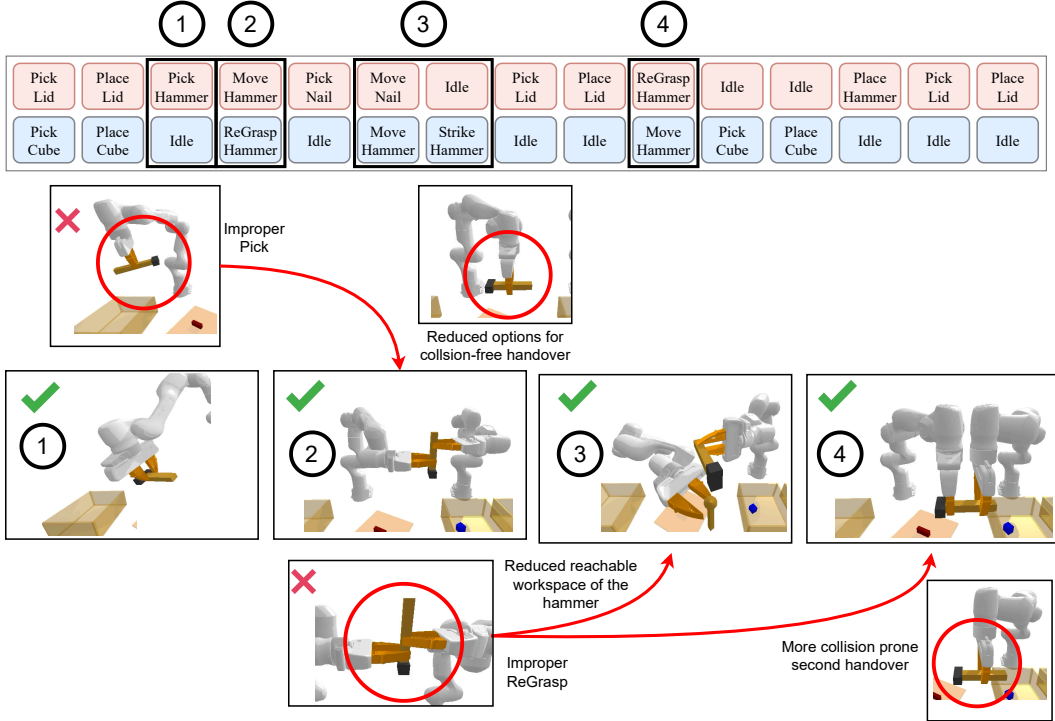 1 2 3 4
Pick Lid
Place Lid
Pick Hammer
Move Hammer
Pick Nail
Move Nail
Idle
Pick Lid
Place Lid
ReGrasp Hammer
Idle
Idle
Place Hammer
Pick Lid
Place Lid
Pick Cube
Place Cube
Idle
ReGrasp Hammer
Idle
Move Hammer
Strike Hammer
Idle
Idle
Move Hammer
Pick Cube
Place Cube
Idle
Idle
Idle
Improper
Pick
Reduced options for
collsion-free handover
1
2
3
4
Reduced reachable
workspace of the
hammer
Improper
ReGrasp
More collision prone
second handover